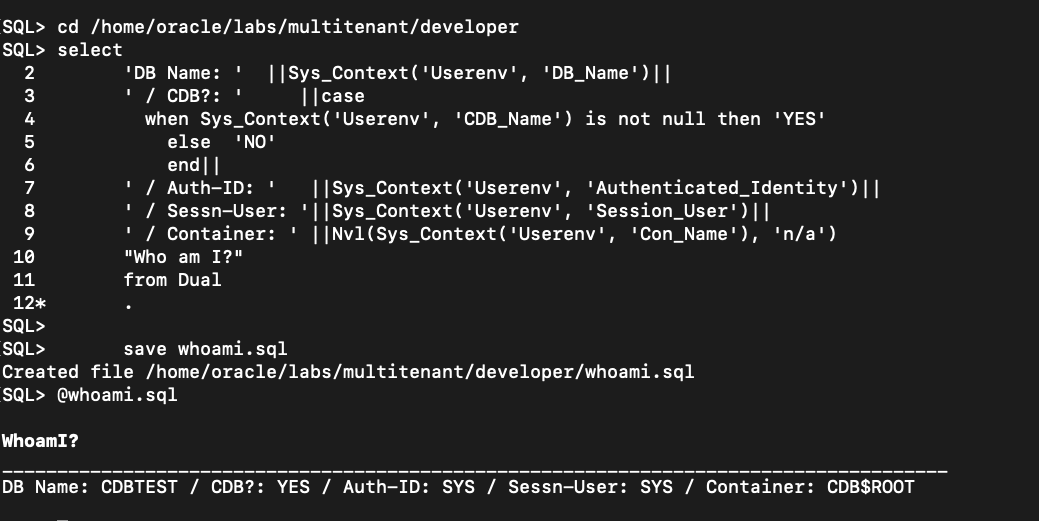 SQL> cd /home/oracle/labs/multitenant/developer
SQL> select
  2        'DB Name: '  ||Sys_Context('Userenv', 'DB_Name')||
  3        ' / CDB?: '     ||case
  4          when Sys_Context('Userenv', 'CDB_Name') is not null then 'YES'
  5            else  'NO'
  6            end||
  7        ' / Auth-ID: '   ||Sys_Context('Userenv', 'Authenticated_Identity')||
  8        ' / Sessn-User: '||Sys_Context('Userenv', 'Session_User')||
  9        ' / Container: ' ||Nvl(Sys_Context('Userenv', 'Con_Name'), 'n/a')
 10        "Who am I?"
 11        from Dual
 12*       .
SQL>
SQL>       save whoami.sql
Created file /home/oracle/labs/multitenant/developer/whoami.sql
SQL> @whoami.sql
WhoamI?
DB Name: CDBTEST / CDB?: YES / Auth-ID: SYS / Sessn-User: SYS / Container: CDB$ROOT